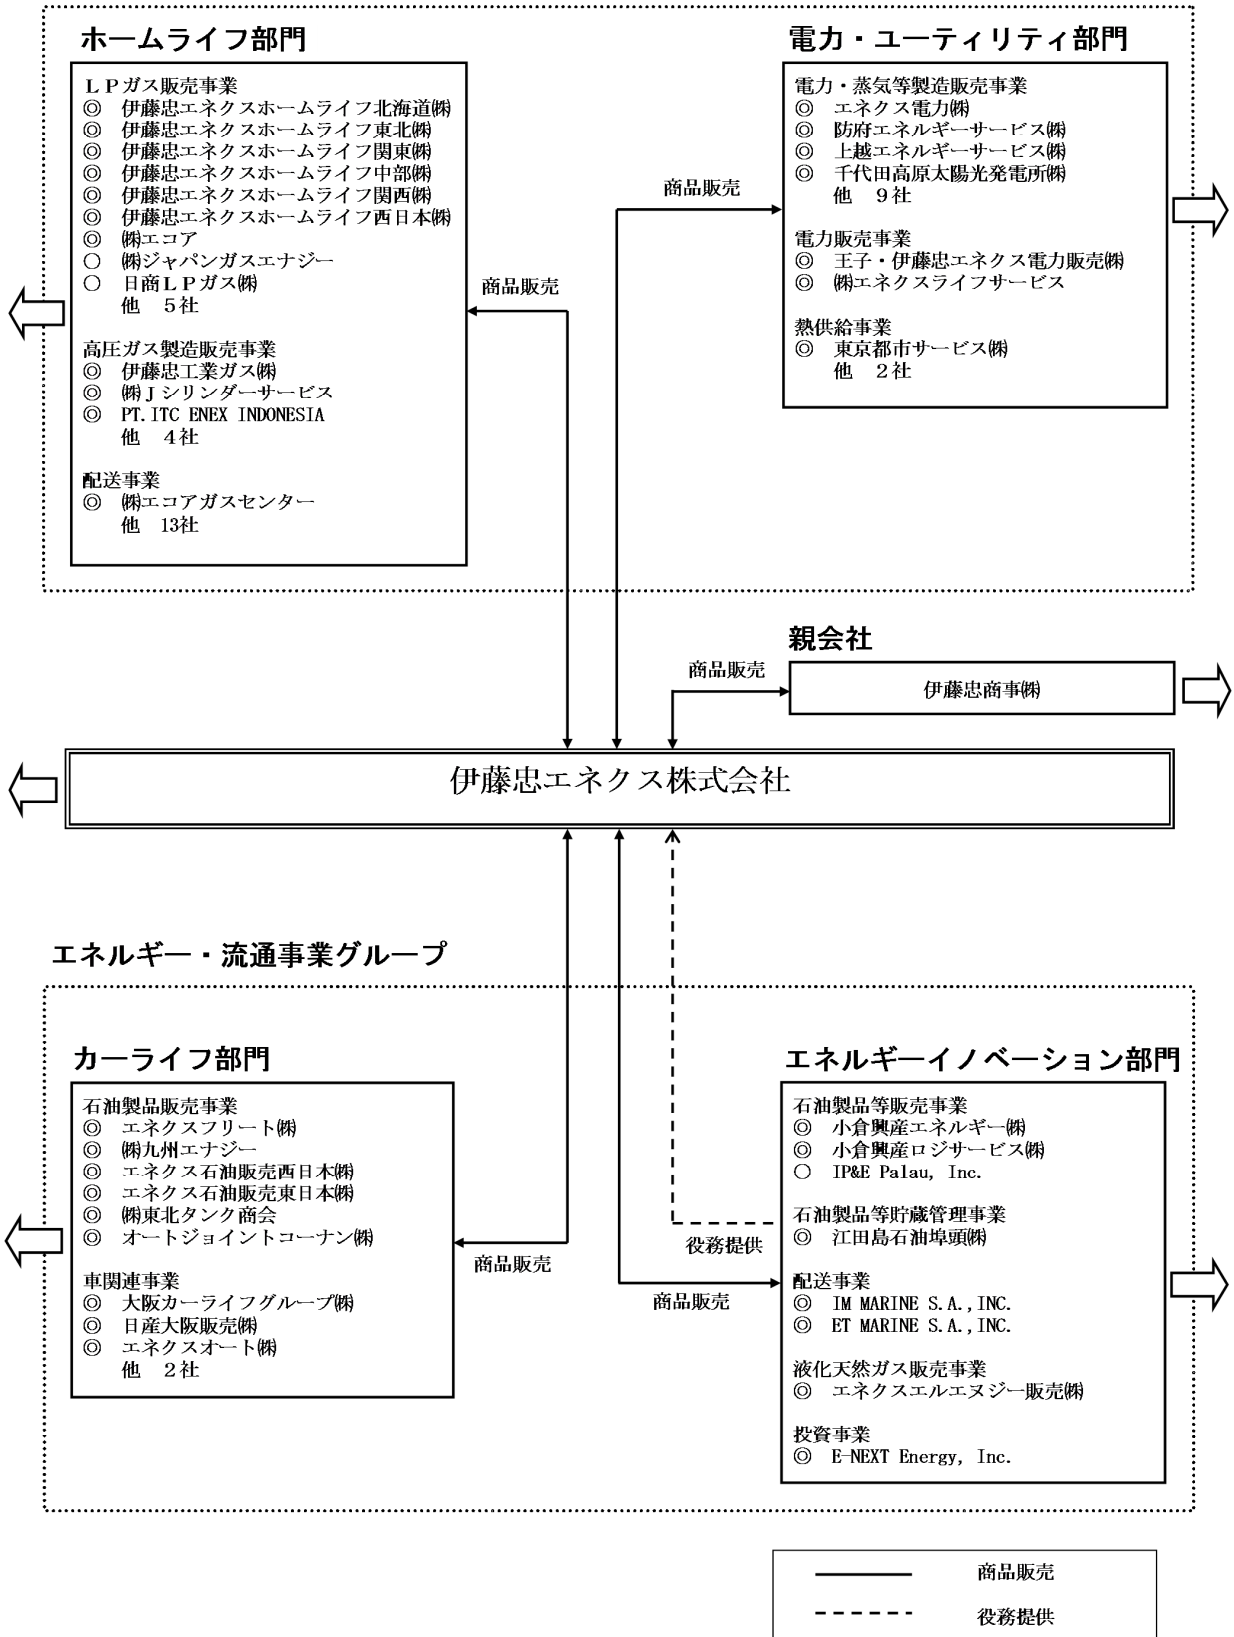 ホームライフ部門
ＬＰガス販売事業
◎ 伊藤忠エネクスホームライフ北海道㈱
◎ 伊藤忠エネクスホームライフ東北㈱
◎ 伊藤忠エネクスホームライフ関東㈱
◎ 伊藤忠エネクスホームライフ中部㈱
◎ 伊藤忠エネクスホームライフ関西㈱
◎ 伊藤忠エネクスホームライフ西日本㈱
◎ ㈱エコア
○ ㈱ジャパンガスエナジー
○ 日商ＬＰガス㈱
他 ５社
高圧ガス製造販売事業
◎ 伊藤忠工業ガス㈱
◎ ㈱Ｊシリンダーサービス
◎ PT.ITC ENEX INDONESIA
他 ４社
配送事業
◎ ㈱エコアガスセンター
他 13社
商品販売
電力・ユーティリティ部門
電力・蒸気等製造販売事業
◎ エネクス電力㈱
◎ 防府エネルギーサービス㈱
◎ 上越エネルギーサービス㈱
◎ 千代田高原太陽光発電所㈱
他 ９社
電力販売事業
◎ 王子・伊藤忠エネクス電力販売㈱
◎ ㈱エネクスライフサービス
熱供給事業
◎ 東京都市サービス㈱
他 ２社
商品販売
親会社
商品販売
伊藤忠商事㈱
伊藤忠エネクス株式会社
エネルギー・流通事業グループ
カーライフ部門
石油製品販売事業
◎ エネクスフリート㈱
◎ ㈱九州エナジー
◎ エネクス石油販売西日本㈱
◎ エネクス石油販売東日本㈱
◎ ㈱東北タンク商会
◎ オートジョイントコーナン㈱
車関連事業
◎ 大阪カーライフグループ㈱
◎ 日産大阪販売㈱
◎ エネクスオート㈱
他 ２社
商品販売
エネルギーイノベーション部門
石油製品等販売事業
◎ 小倉興産エネルギー㈱
◎ 小倉興産ロジサービス㈱
○ IP&E Palau, Inc.
石油製品等貯蔵管理事業
◎ 江田島石油埠頭㈱
配送事業
◎ IM MARINE S.A.,INC.
◎ ET MARINE S.A.,INC.
液化天然ガス販売事業
◎ エネクスエルエヌジー販売㈱
投資事業
◎ E-NEXT Energy, Inc.
役務提供
商品販売
商品販売
役務提供